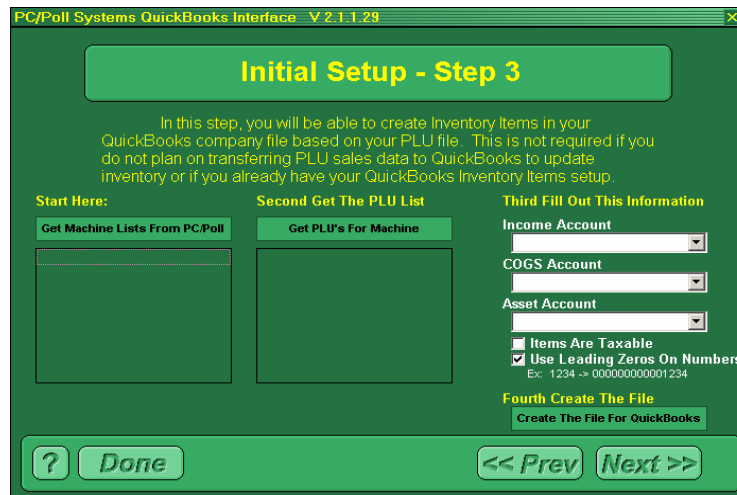 PC/Poll Systems QuickBooks Interface V 2.1.1.29
Initial Setup - Step 3
In this step, you will be able to create Inventory Items in your
QuickBooks company file based on your PLU file. This is not required if you
do not plan on transferring PLU sales data to QuickBooks to update
inventory or if you already have your QuickBooks Inventory Items setup.
Start Here:
Get Machine Lists From PC/Poll
Second Get The PLU List
Get PLU's For Machine
Third Fill Out This Information
Income Account
COGS Account
Asset Account
Items Are Taxable
Use Leading Zeros On Numbers
Ex: 1234 -> 000000000001234
Fourth Create The File
Create The File For QuickBooks
? Done << Prev Next >>